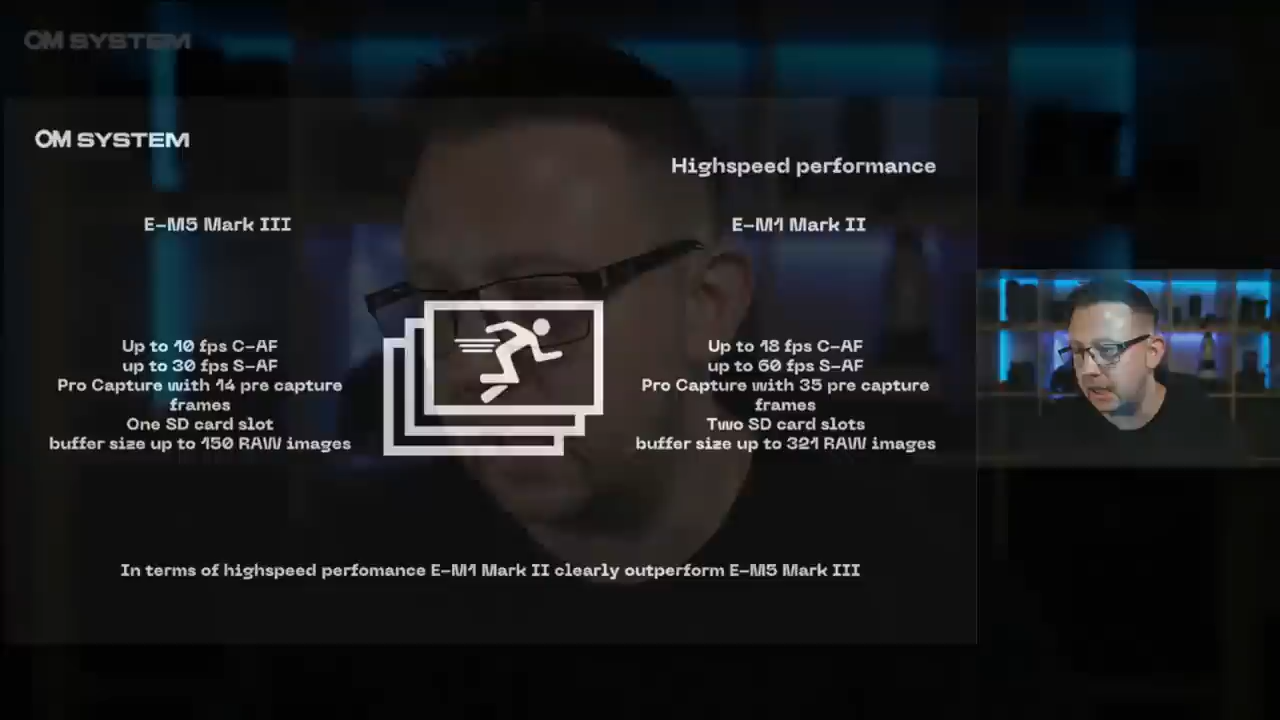 OM SYSTEM
OM SYSTEM
Highspeed performance
E-M5 Mark III
E-M1 Mark II
Up to 10 fps C-AF
up to 30 fps S-AF
Pro Capture with 14 pre capture
frames
One SD card slot
buffer size up to 150 RAW images
Up to 18 fps C-AF
up to 60 fps S-AF
Pro Capture with 35 pre capture
frames
Two SD card slots
buffer size up to 321 RAW images
In terms of highspeed perfomance E-M1 Mark II clearly outperform E-M5 Mark III